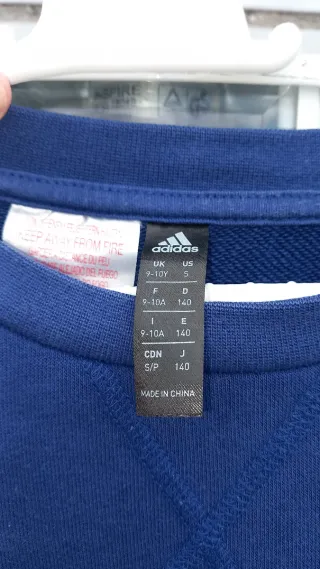 KEEP AWAY FROM FIRE
adidas
UK US
9-10Y S
F D
9-10A 140
I E
9-10A 140
CDN J
S/P 140
MADE IN CHINA